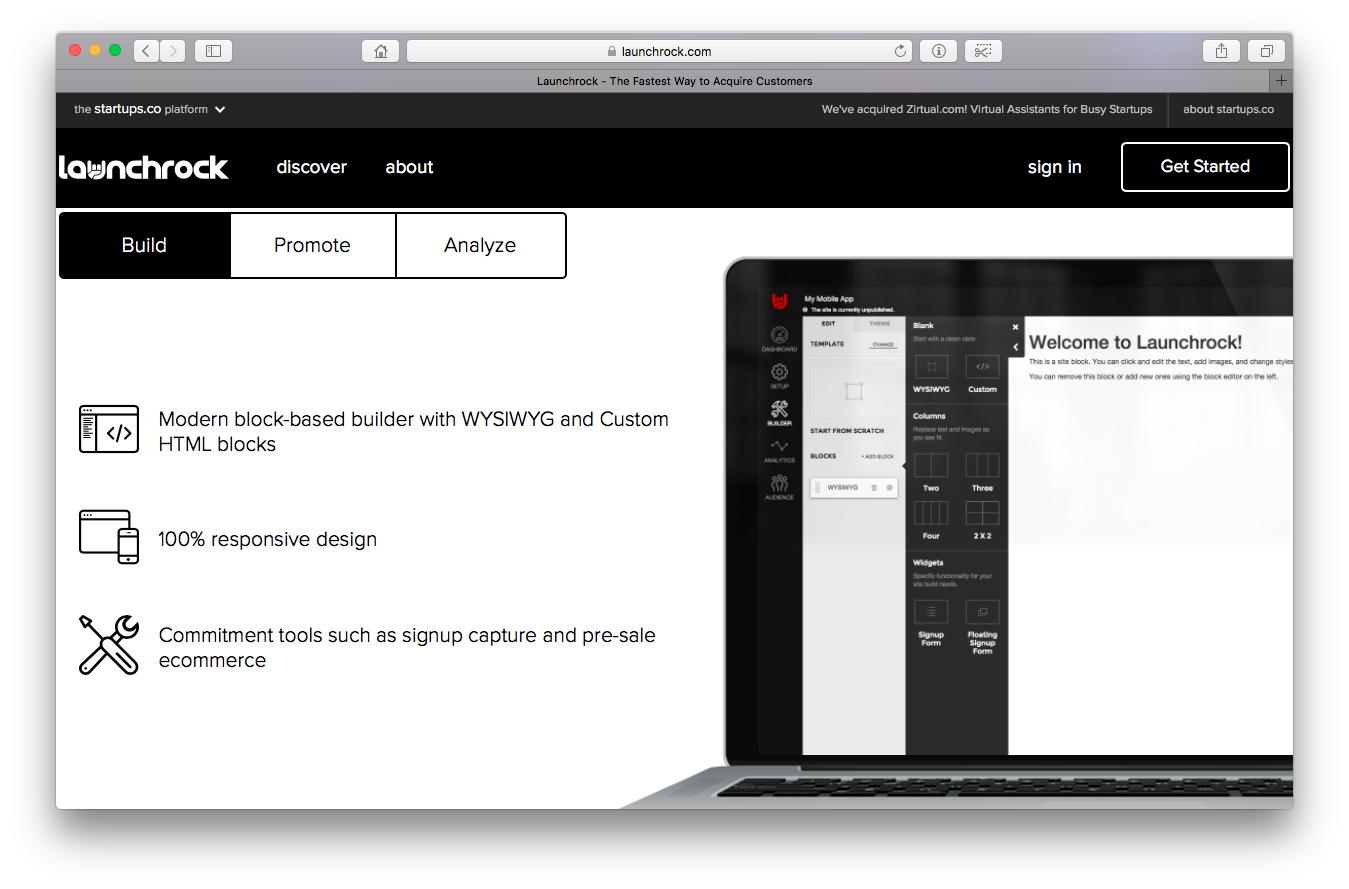 launchrock.com
Launchrock - The Fastest Way to Acquire Customers
the startups.co platform
We've acquired Zirtual.com! Virtual Assistants for Busy Startups
about startups.co
launchrock
discover
about
sign in
Get Started
Build
Promote
Analyze
Modern block-based builder with WYSIWYG and Custom
HTML blocks
100% responsive design
Commitment tools such as signup capture and pre-sale
ecommerce
My Mobile App
The site is currently unpublished.
DASHBOARD
SETUP
BUILDER
ANALYTICS
AUDIENCE
EDIT
THEME
TEMPLATE
CHANGE
START FROM SCRATCH
BLOCKS
+ ADD BLOCK
WYSIWYG
Blank
Start with a clean slate.
WYSIWYG
Custom
Columns
Replace text and images as
you see fit.
Two
Three
Four
2 X 2
Widgets
Specific functionality for your
site build needs.
Signup
Form
Floating
Signup
Form
Welcome to Launchrock!
This is a site block. You can click and edit the text, add images, and change styles
You can remove this block or add new ones using the block editor on the left.